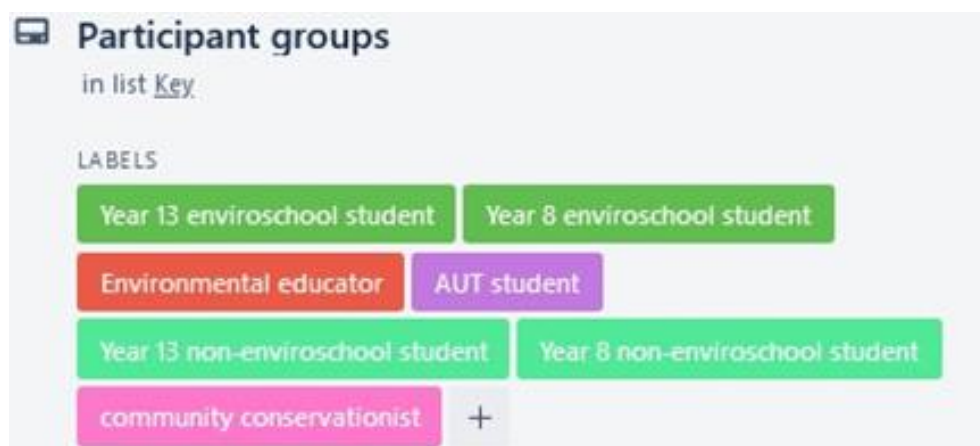 Participant groups
in list Key
LABELS
Year 13 enviroschool student Year 8 enviroschool student
Environmental educator AUT student
Year 13 non-enviroschool student Year 8 non-enviroschool student
community conservationist +